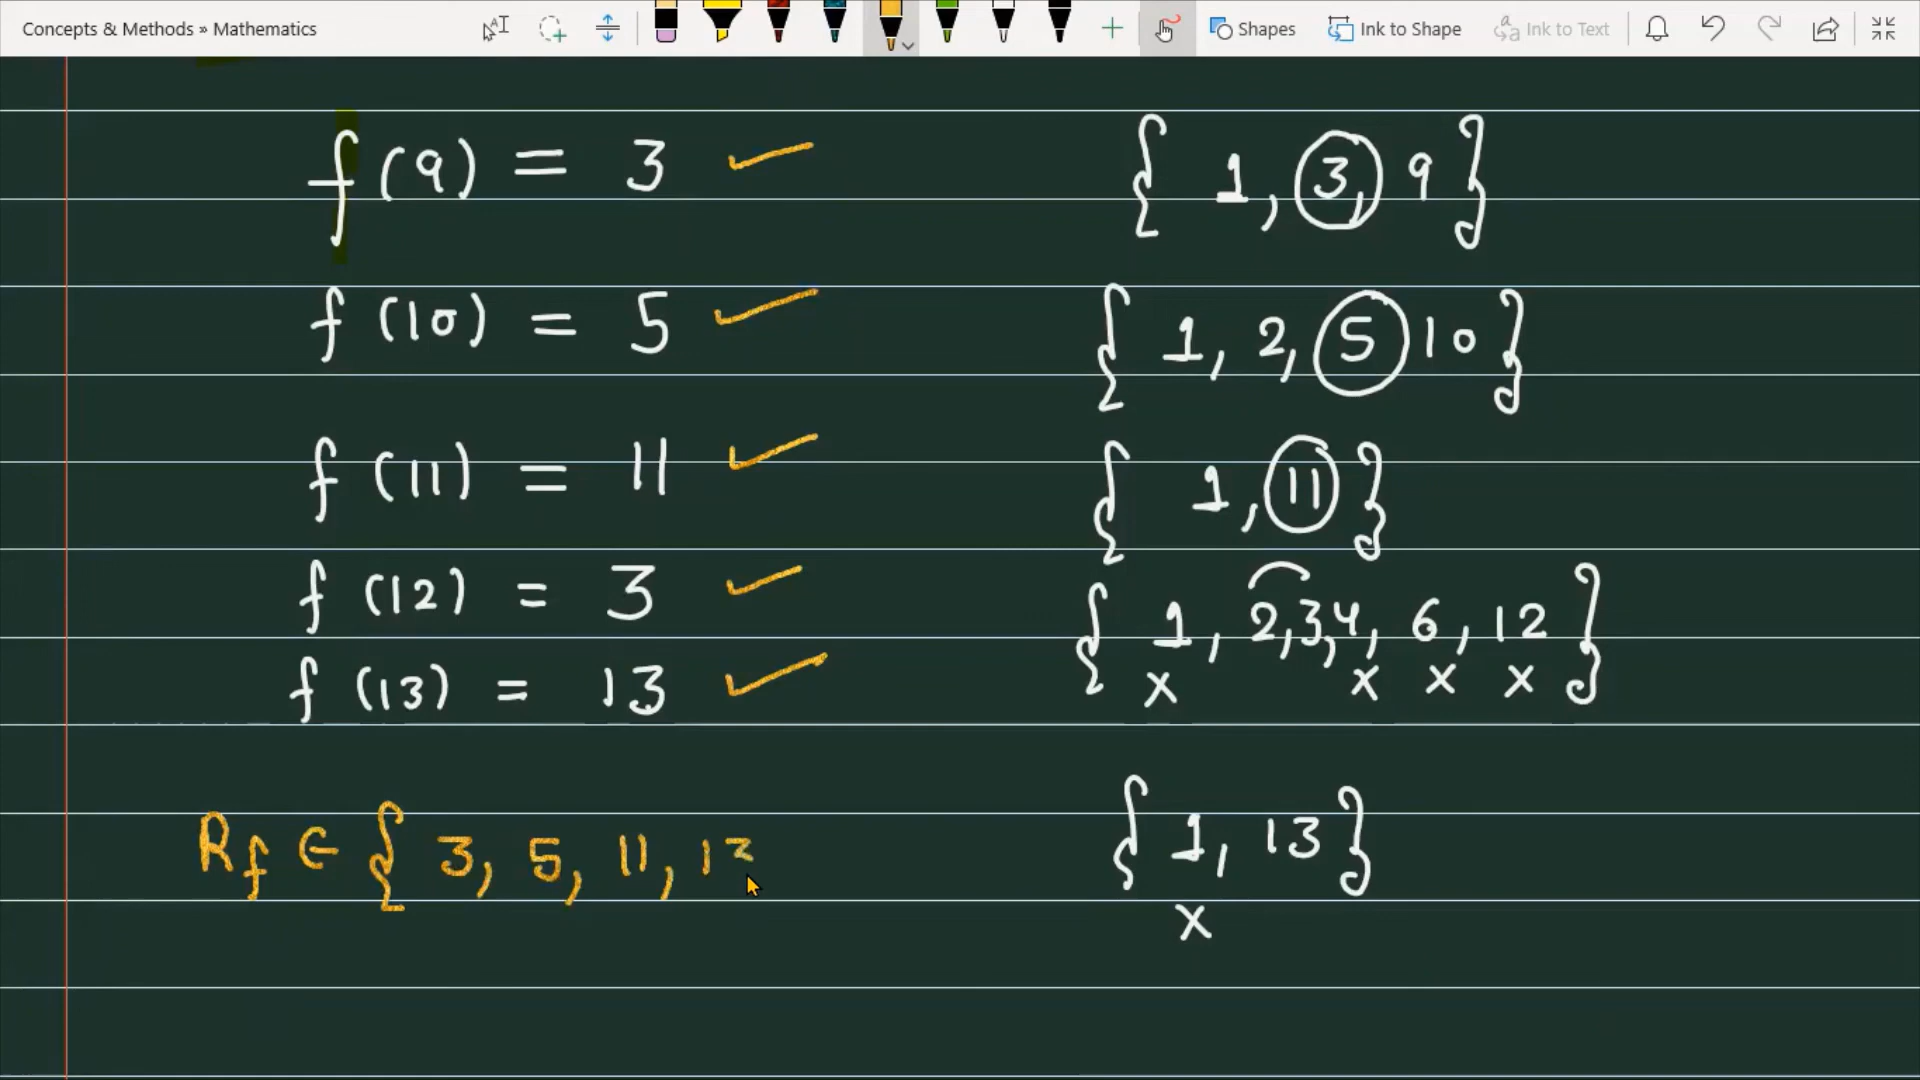 Concepts & Methods » Mathematics
Shapes
Ink to Shape
Ink to Text
f(9) = 3 ✓
{ 1, 3, 9 }
f(10) = 5 ✓
{ 1, 2, 5 10 }
f(11) = 11 ✓
{ 1, 11 }
f(12) = 3 ✓
{ 1, 2, 3, 4, 6, 12 }
x x x x
f(13) = 13 ✓
{ 1, 13 }
x
Rf ∈ { 3, 5, 11, 13